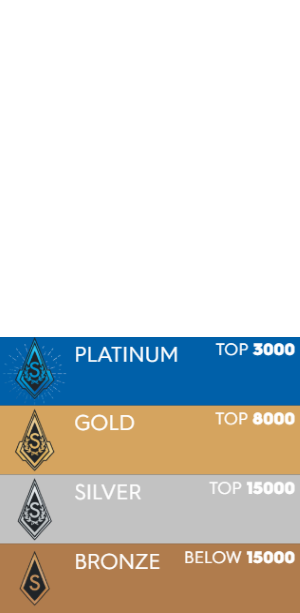 PLATINUM TOP 3000
GOLD TOP 8000
SILVER TOP 15000
BRONZE BELOW 15000
S
S
S
S